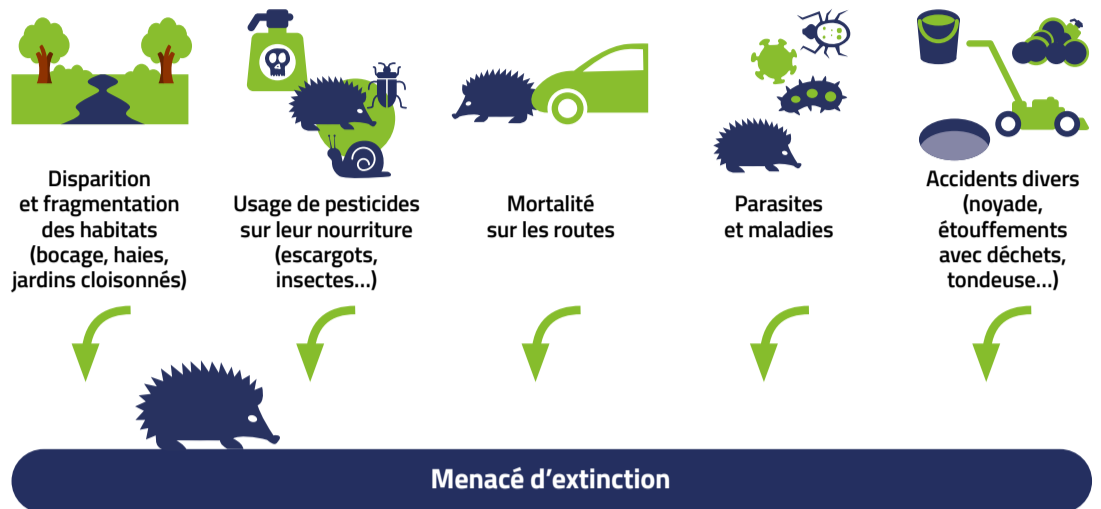 Disparition
et fragmentation
des habitats
(bocage, haies,
jardins cloisonnés)
Usage de pesticides
sur leur nourriture
(escargots,
insectes...)
Mortalité
sur les routes
Parasites
et maladies
Accidents divers
(noyade,
étouffements
avec déchets,
tondeuse...)
Menacé d'extinction